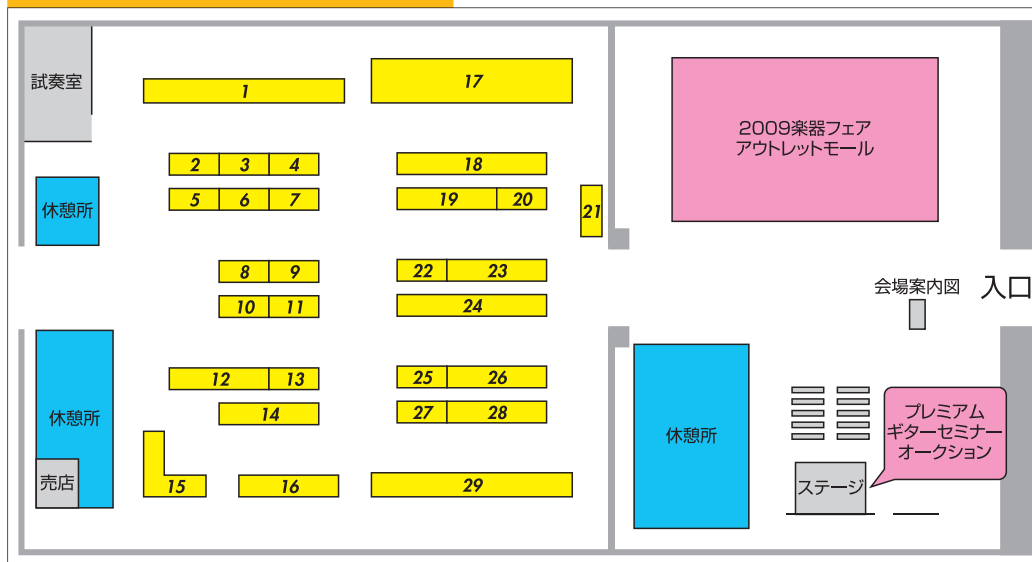 試奏室
1
17
2009楽器フェア
アウトレットモール
2 3 4
18
5 6 7
19 20
21
休憩所
8 9
22 23
会場案内図
入口
10 11
24
12 13
25 26
14
27 28
休憩所
休憩所
プレミアム
ギターセミナー
オークション
売店
15
16
29
ステージ